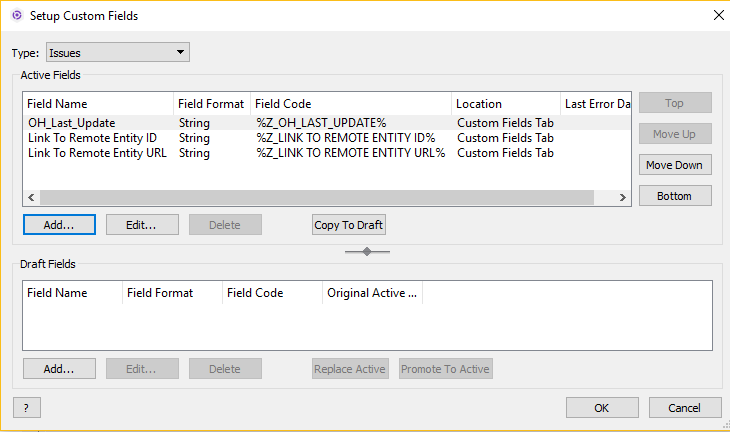 Setup Custom Fields
Type: Issues
Active Fields
Field Name Field Format Field Code Location Last Error Da
OH_Last_Update String %Z_OH_LAST_UPDATE% Custom Fields Tab
Link To Remote Entity ID String %Z_LINK TO REMOTE ENTITY ID% Custom Fields Tab
Link To Remote Entity URL String %Z_LINK TO REMOTE ENTITY URL% Custom Fields Tab
Top
Move Up
Move Down
Bottom
Add... Edit... Delete Copy To Draft
Draft Fields
Field Name Field Format Field Code Original Active ...
Add... Edit... Delete Replace Active Promote To Active
? OK Cancel